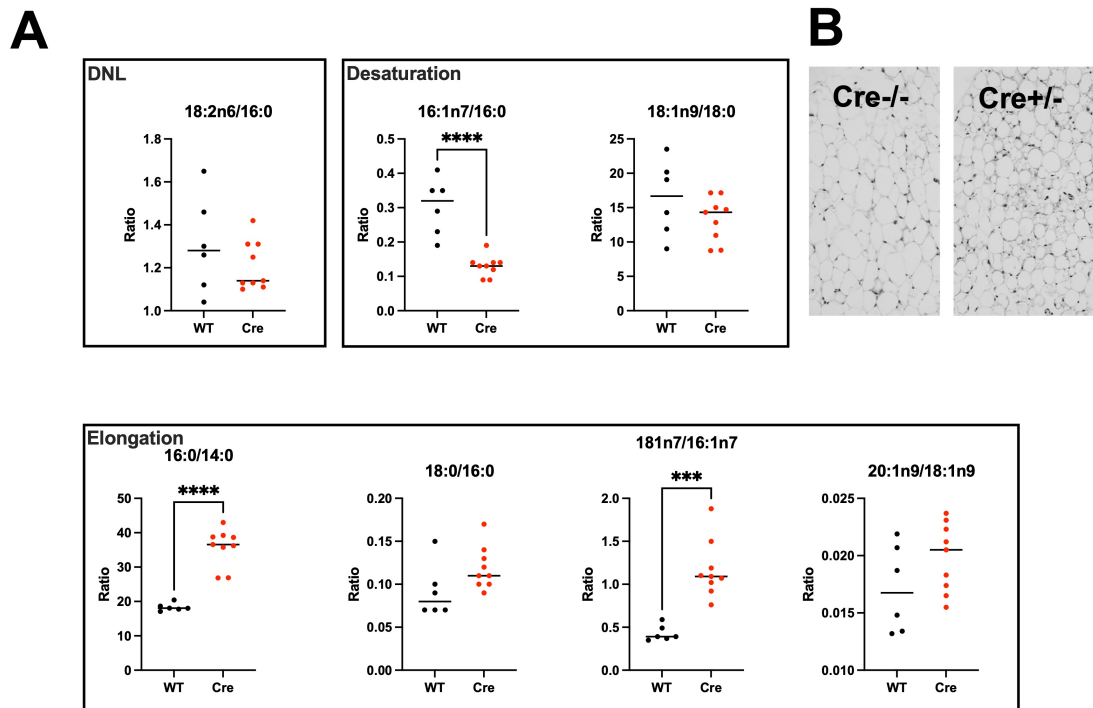 A
B
DNL
Desaturation
18:2n6/16:0
16:1n7/16:0
18:1n9/18:0
Cre-/-
Cre+/-
1.8
1.6
1.4
1.2
1.0
Ratio
WT
Cre
0.5
0.4
0.3
0.2
0.1
0.0
Ratio
****
WT
Cre
25
20
15
10
5
0
Ratio
WT
Cre
Elongation
16:0/14:0
18:0/16:0
181n7/16:1n7
20:1n9/18:1n9
50
40
30
20
10
0
Ratio
****
WT
Cre
0.20
0.15
0.10
0.05
0.00
Ratio
WT
Cre
2.0
1.5
1.0
0.5
0.0
Ratio
***
WT
Cre
0.025
0.020
0.015
0.010
Ratio
WT
Cre